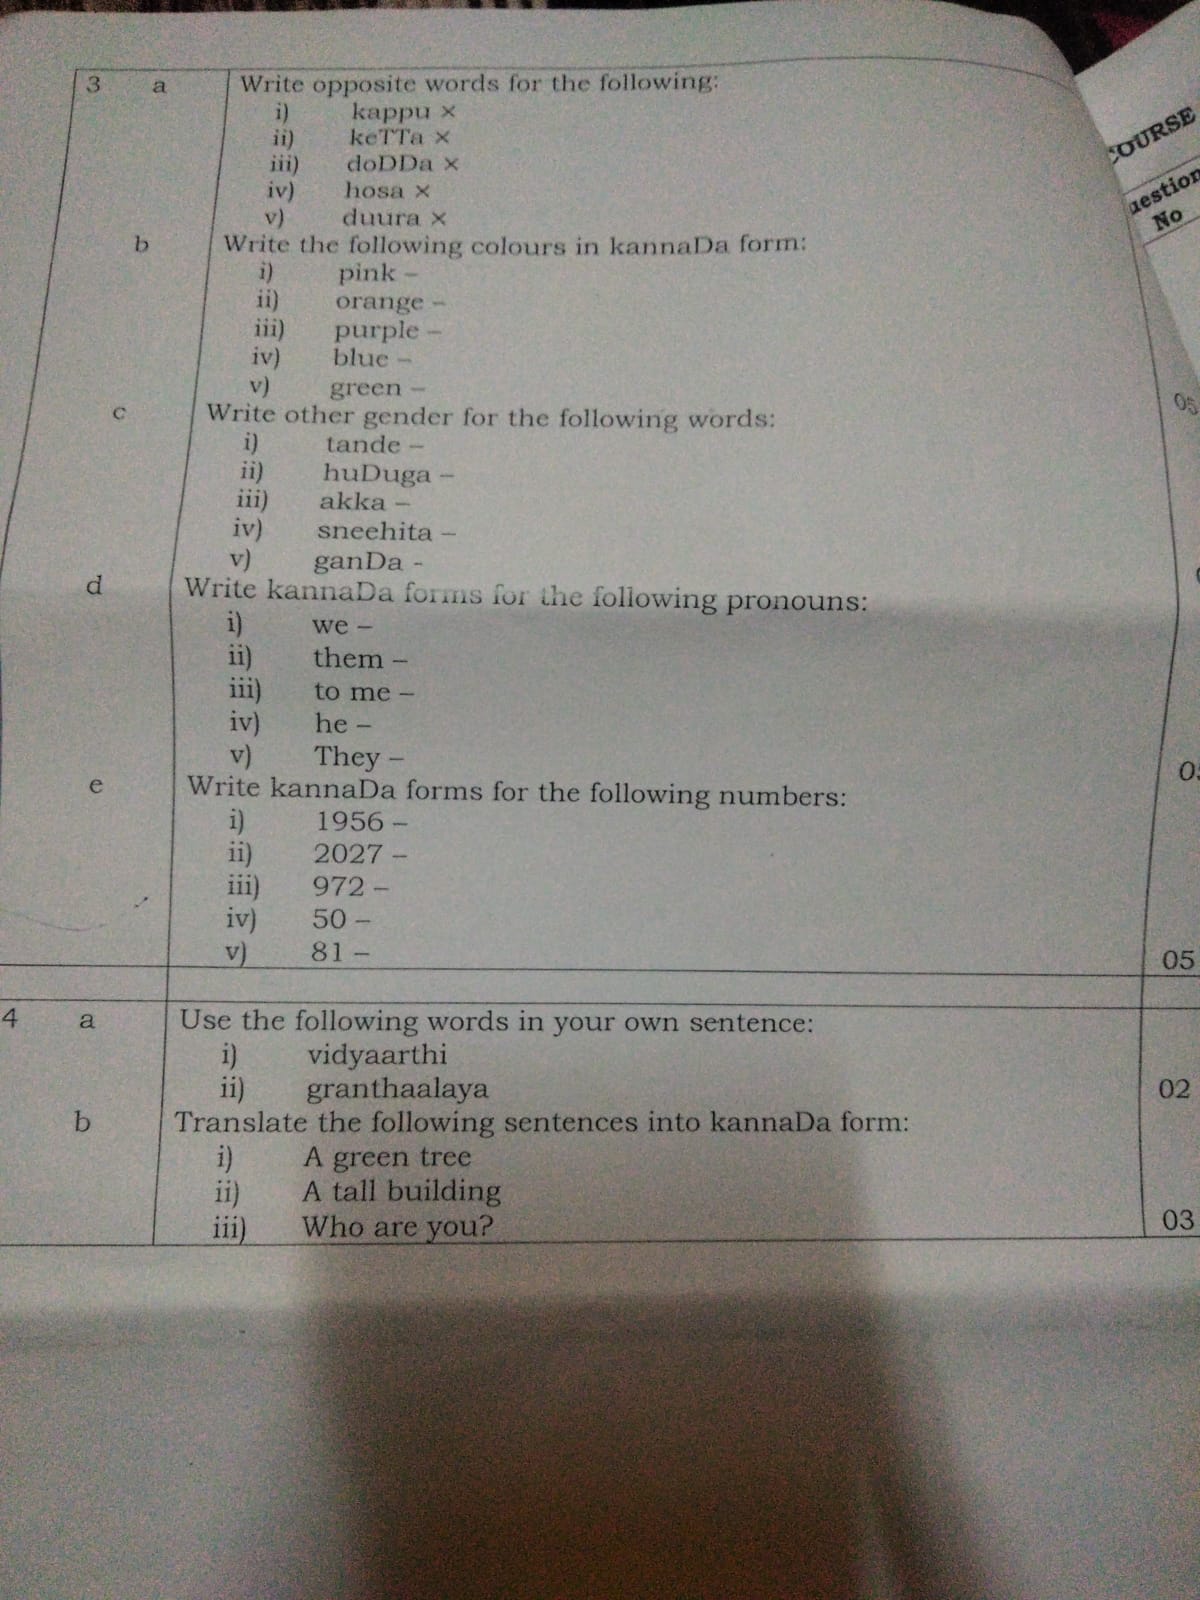 3 a Write opposite words for the following:
i) kappu ×
ii) keTTa ×
iii) doDDa ×
iv) hosa ×
v) duura ×
b Write the following colours in kannaDa form:
i) pink –
ii) orange –
iii) purple –
iv) blue –
v) green –
c Write other gender for the following words:
i) tande –
ii) huDuga –
iii) akka –
iv) sneehita –
v) ganDa -
d Write kannaDa forms for the following pronouns:
i) we –
ii) them –
iii) to me –
iv) he –
v) They –
e Write kannaDa forms for the following numbers:
i) 1956 –
ii) 2027 –
iii) 972 –
iv) 50 –
v) 81 – 05
4 a Use the following words in your own sentence:
i) vidyaarthi
ii) granthaalaya 02
b Translate the following sentences into kannaDa form:
i) A green tree
ii) A tall building
iii) Who are you? 03
COURSE
No
05